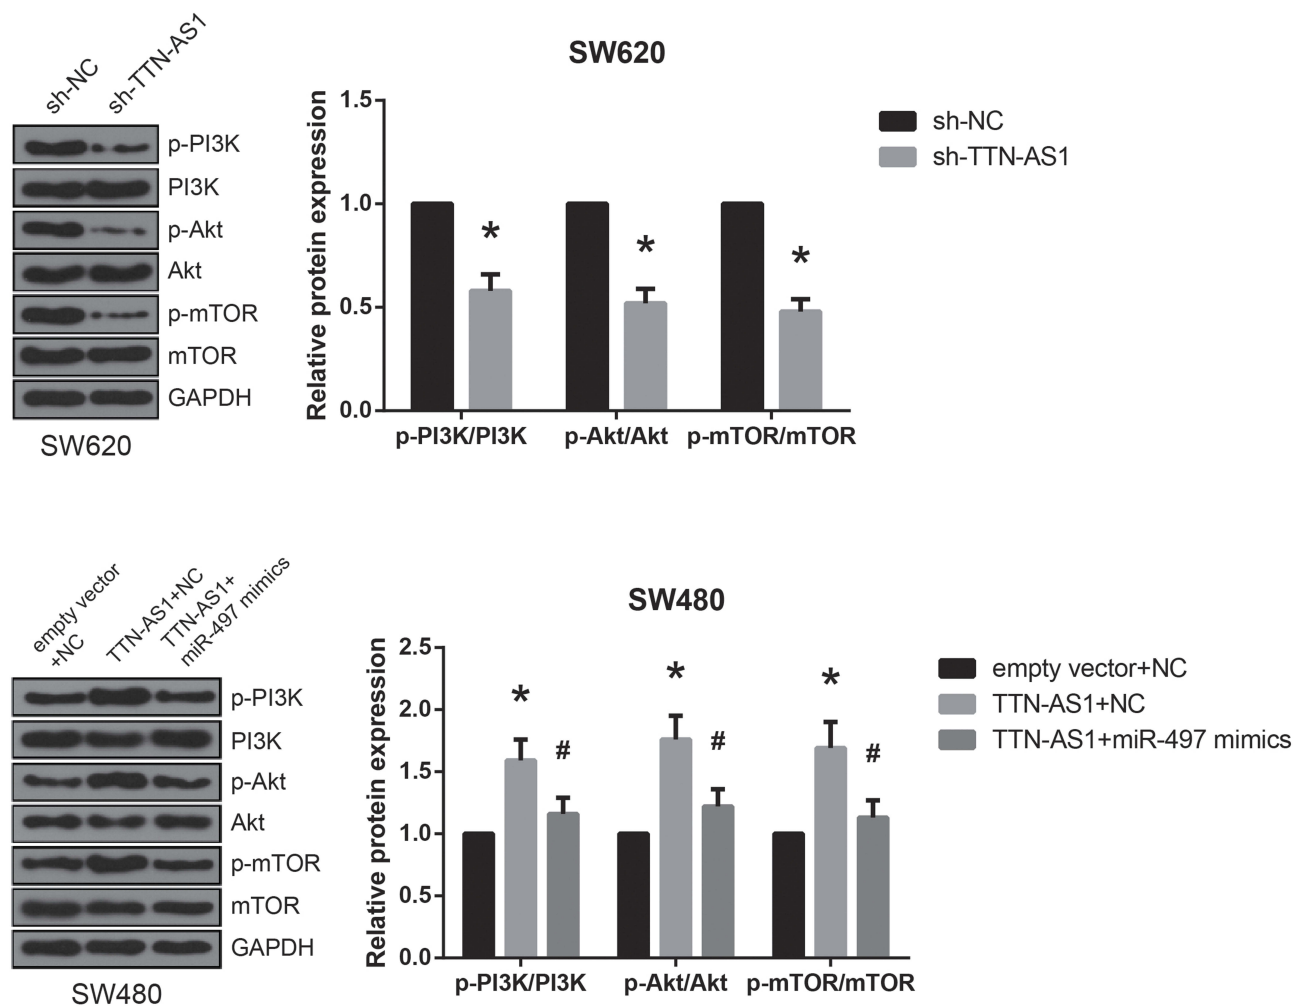 sh-NC
sh-TTN-AS1
p-PI3K
PI3K
p-Akt
Akt
p-mTOR
mTOR
GAPDH
SW620
SW620
Relative protein expression
1.5
1.0
0.5
0.0
*
*
*
p-PI3K/PI3K
p-Akt/Akt
p-mTOR/mTOR
sh-NC
sh-TTN-AS1
empty vector
+NC
TTN-AS1+NC
TTN-AS1+
miR-497 mimics
p-PI3K
PI3K
p-Akt
Akt
p-mTOR
mTOR
GAPDH
SW480
SW480
Relative protein expression
2.5
2.0
1.5
1.0
0.5
0.0
*
#
*
#
*
#
p-PI3K/PI3K
p-Akt/Akt
p-mTOR/mTOR
empty vector+NC
TTN-AS1+NC
TTN-AS1+miR-497 mimics